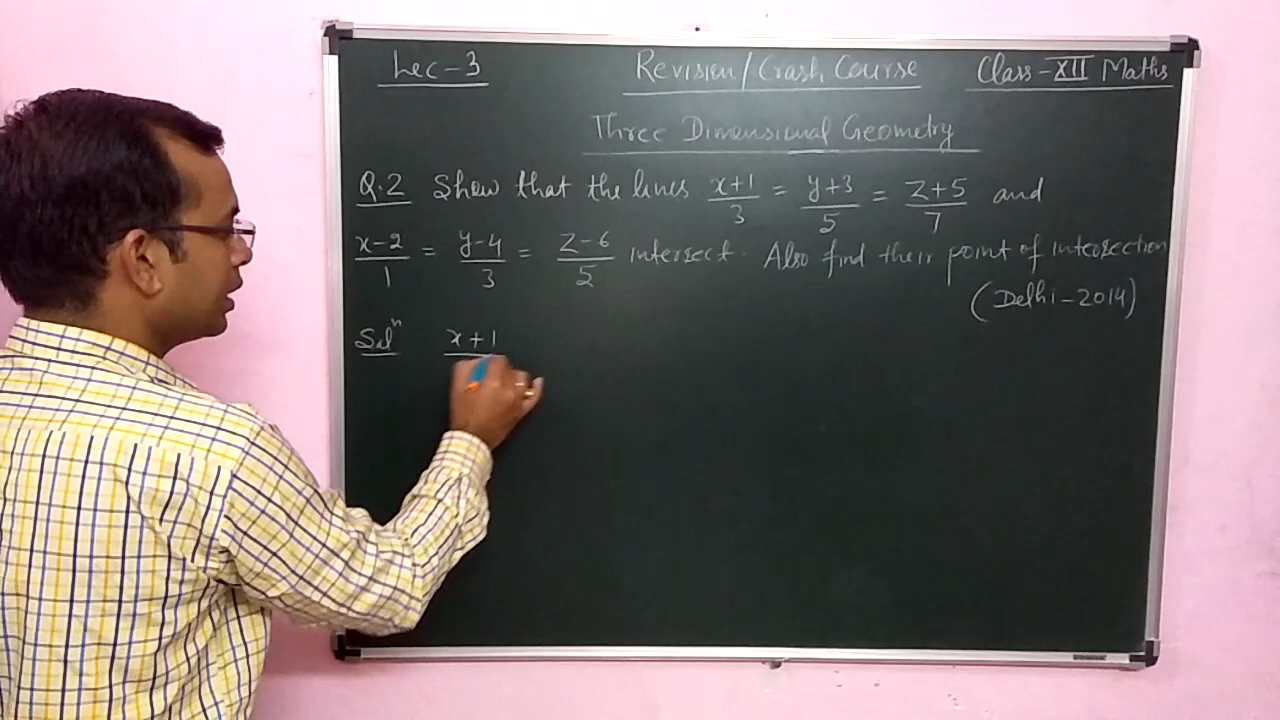 Lec-3 Revision/Crash Course Class-XII Maths
Three Dimensional Geometry
Q.2 Show that the lines x+1/3 = y+3/5 = z+5/7 and
x-2/1 = y-4/3 = z-6/5 intersect. Also find their point of intersection
(Delhi-2014)
Solⁿ x+1